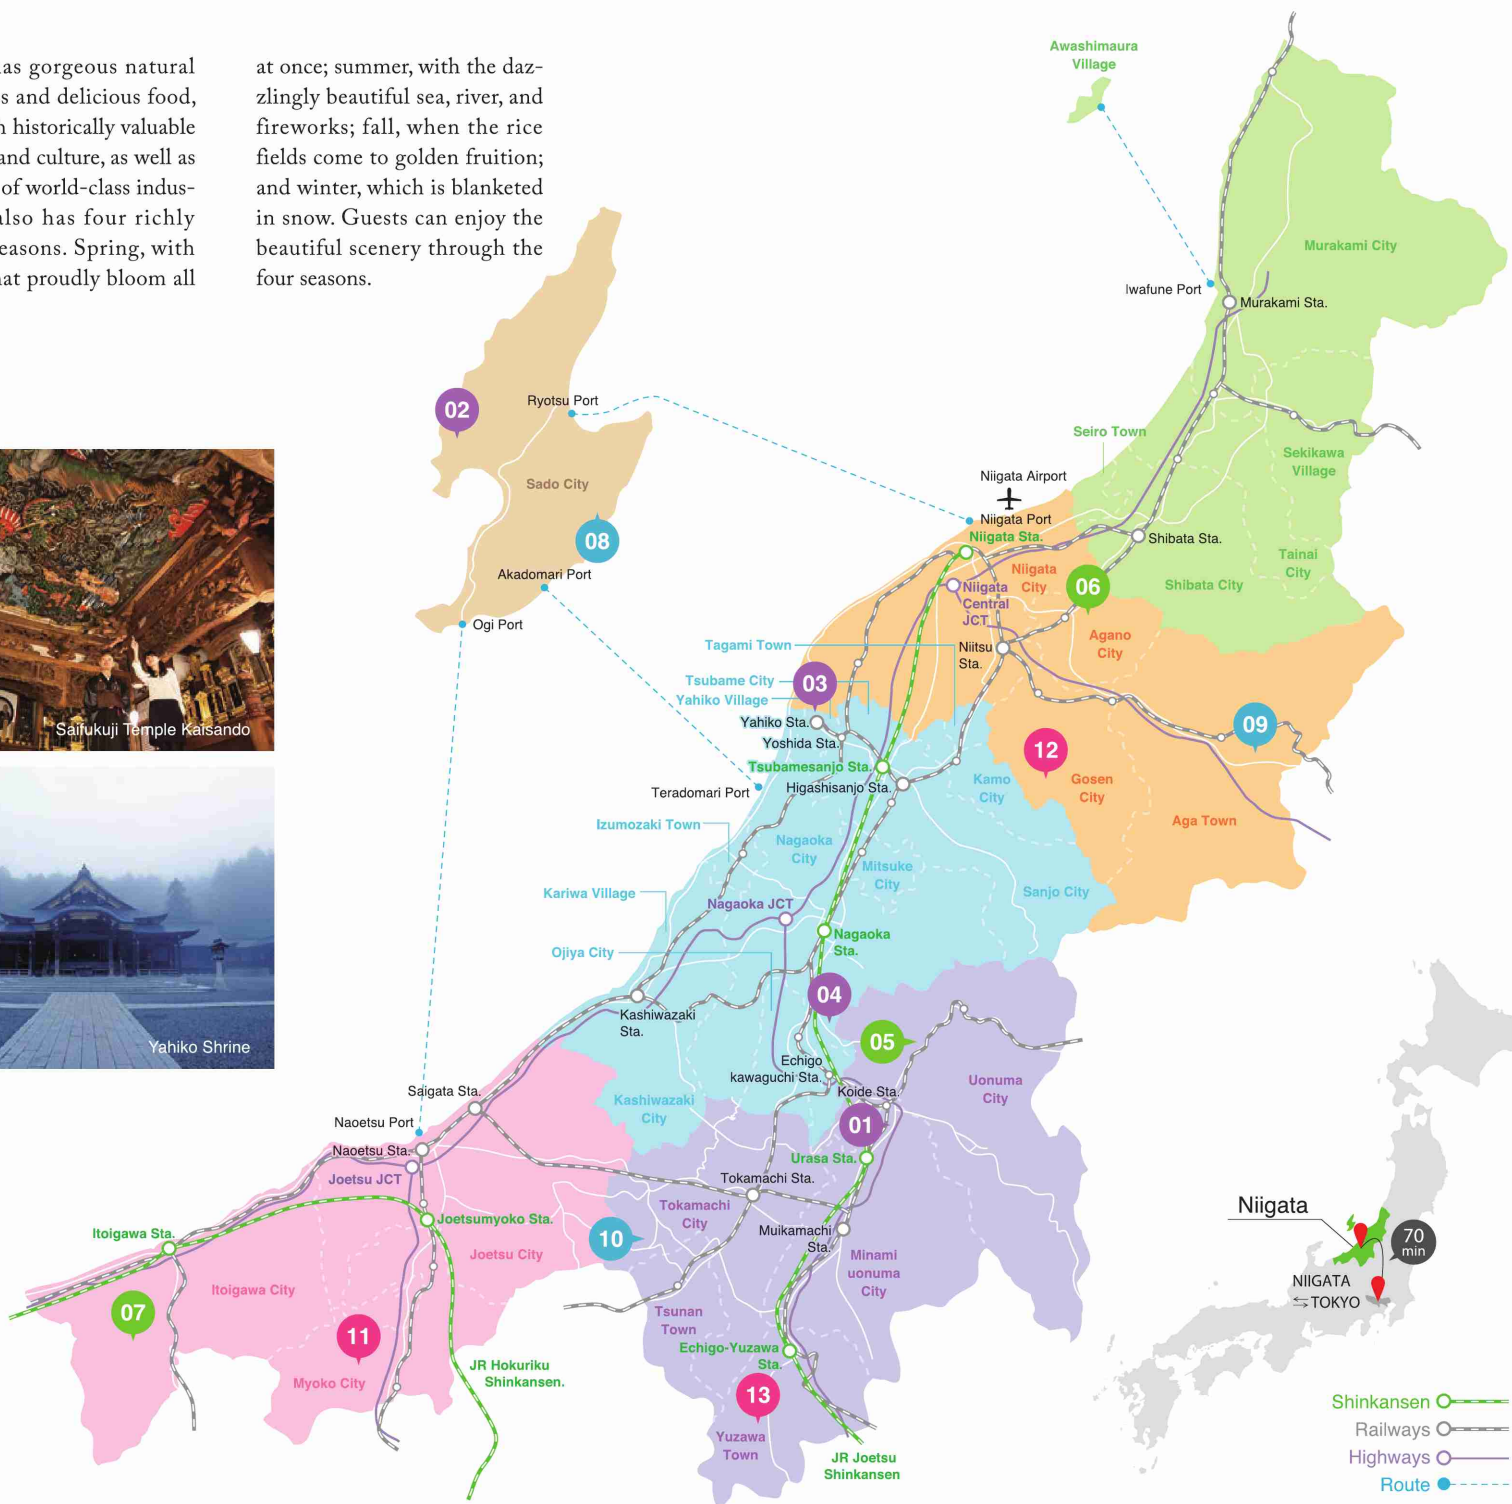 as gorgeous natural
s and delicious food,
n historically valuable
and culture, as well as
of world-class indus-
also has four richly
easons. Spring, with
hat proudly bloom all
at once; summer, with the daz-
zlingly beautiful sea, river, and
fireworks; fall, when the rice
fields come to golden fruition;
and winter, which is blanketed
in snow. Guests can enjoy the
beautiful scenery through the
four seasons.
Saifukuji Temple Kaisando
Yahiko Shrine
Awashimaura
Village
Murakami City
Iwafune Port
Murakami Sta.
Ryotsu Port
02
Sado City
08
Akadomari Port
Ogi Port
Seiro Town
Sekikawa
Village
Niigata Airport
Niigata Port
Niigata Sta.
Shibata Sta.
Tainai
City
Shibata City
Niigata
City
06
Niigata
Central
JCT
Agano
City
Tagami Town
Niitsu
Sta.
Tsubame City
03
Yahiko Village
Yahiko Sta.
Yoshida Sta.
09
12
Tsubamesanjo Sta.
Higashisanjo Sta.
Teradomari Port
Kamo
City
Gosen
City
Aga Town
Izumozaki Town
Nagaoka
City
Mitsuke
City
Sanjo City
Kariwa Village
Nagaoka JCT
Nagaoka
Sta.
Ojiya City
04
Kashiwazaki
Sta.
05
Echigo
kawaguchi Sta.
Koide Sta.
Uonuma
City
Saigata Sta.
Kashiwazaki
City
Naoetsu Port
01
Naoetsu Sta.
Urasa Sta.
Joetsu JCT
Tokamachi Sta.
Tokamachi
City
Joetsumyoko Sta.
Itoigawa Sta.
10
Muikamachi
Sta.
Joetsu City
Minami
uonuma
City
Itoigawa City
07
Tsunan
Town
11
Echigo-Yuzawa
Sta.
JR Hokuriku
Shinkansen.
Myoko City
13
Yuzawa
Town
JR Joetsu
Shinkansen
Niigata
70
min
NIIGATA
⇆TOKYO
Shinkansen
Railways
Highways
Route